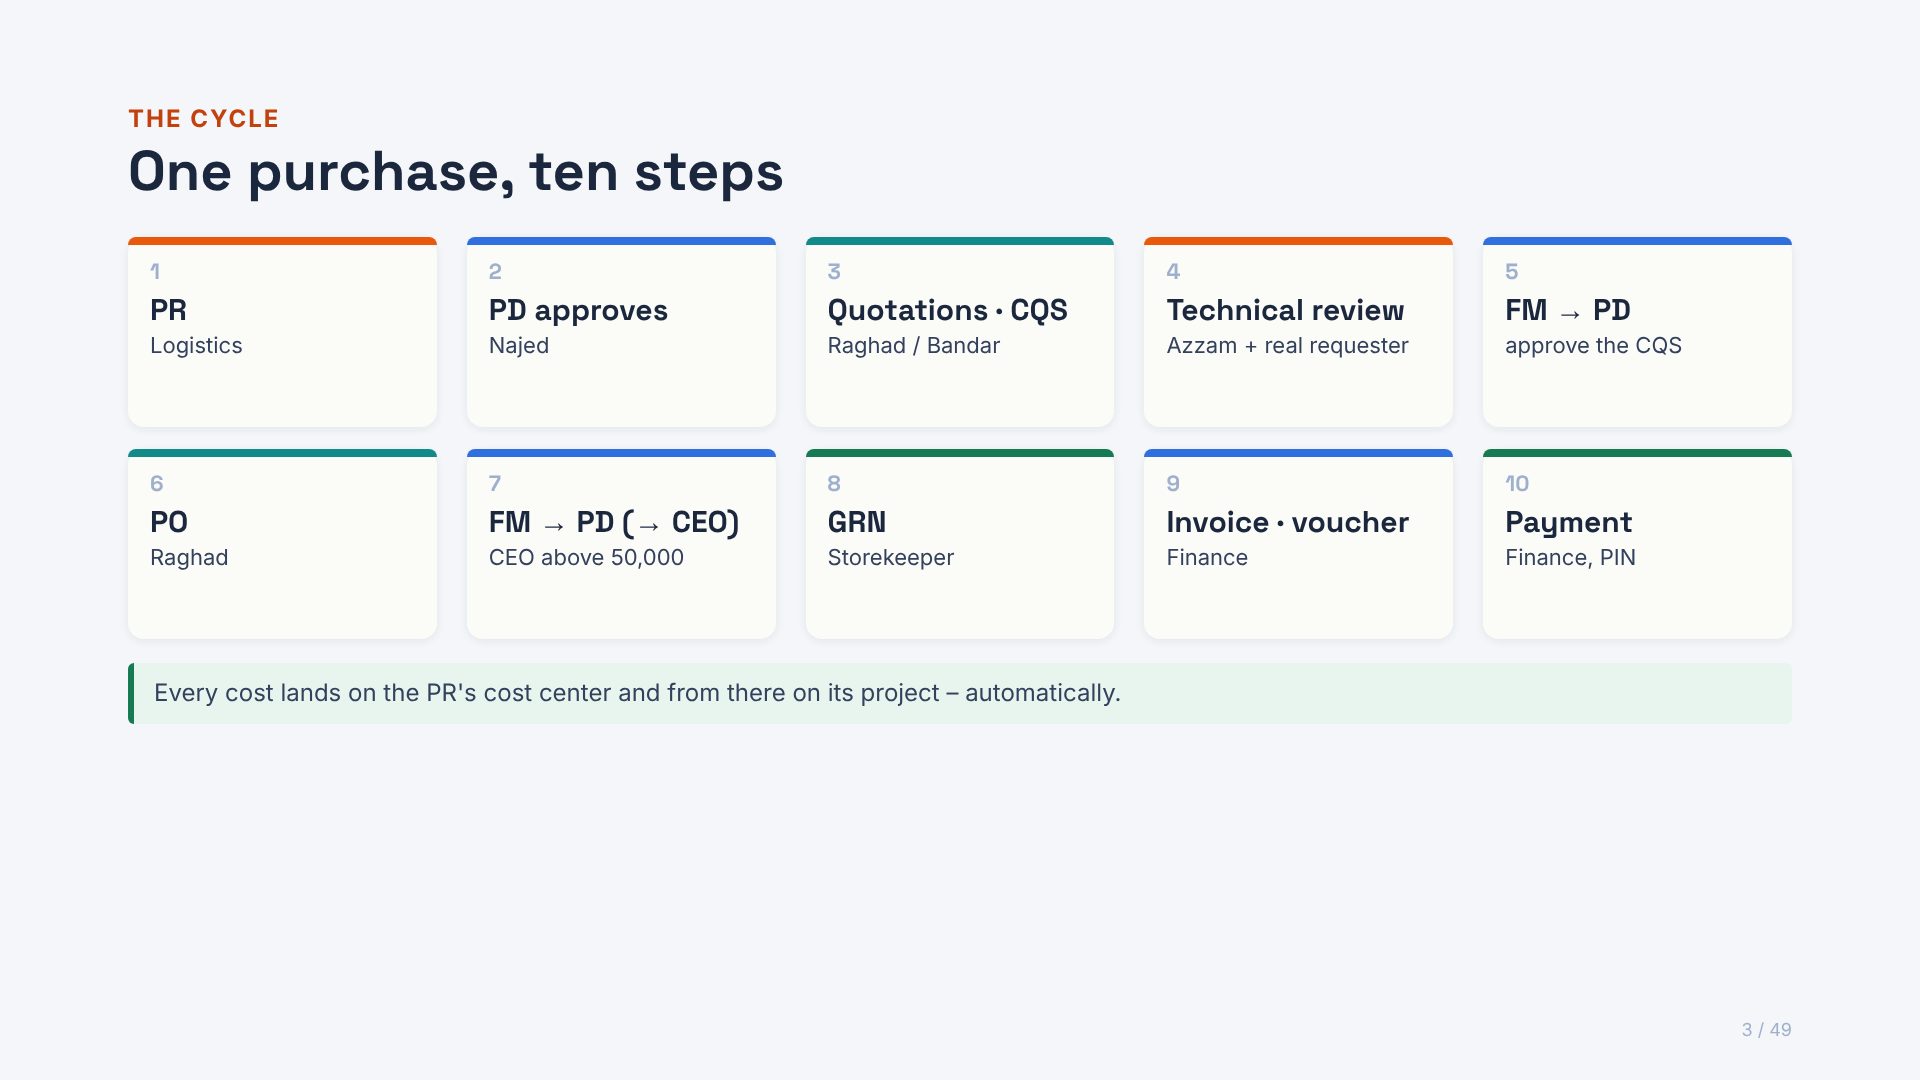 THE CYCLE
One purchase, ten steps
1
PR
Logistics
2
PD approves
Najed
3
Quotations · CQS
Raghad / Bandar
4
Technical review
Azzam + real requester
5
FM → PD
approve the CQS
6
PO
Raghad
7
FM → PD (→ CEO)
CEO above 50,000
8
GRN
Storekeeper
9
Invoice · voucher
Finance
10
Payment
Finance, PIN
Every cost lands on the PR's cost center and from there on its project – automatically.
3 / 49